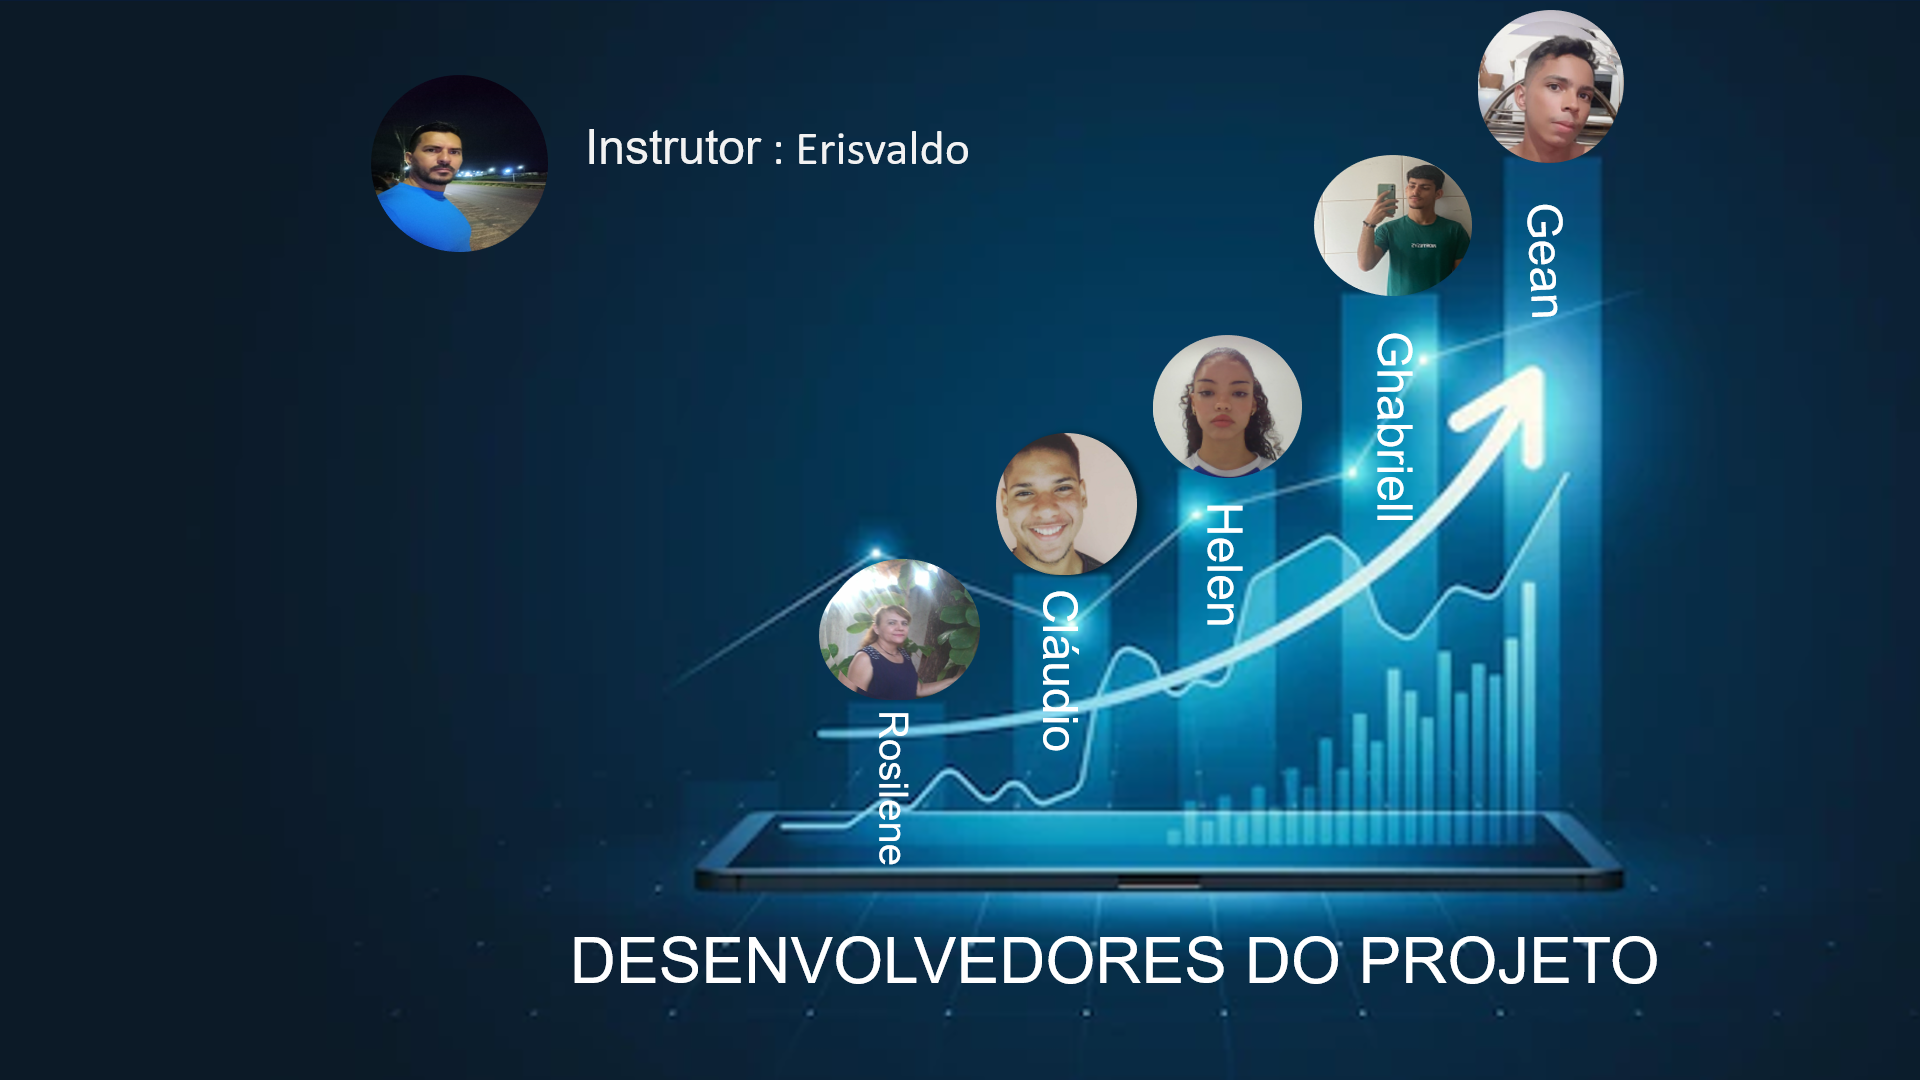 Instrutor : Erisvaldo
Gean
Ghabriell
Helen
Cláudio
Rosilene
DESENVOLVEDORES DO PROJETO